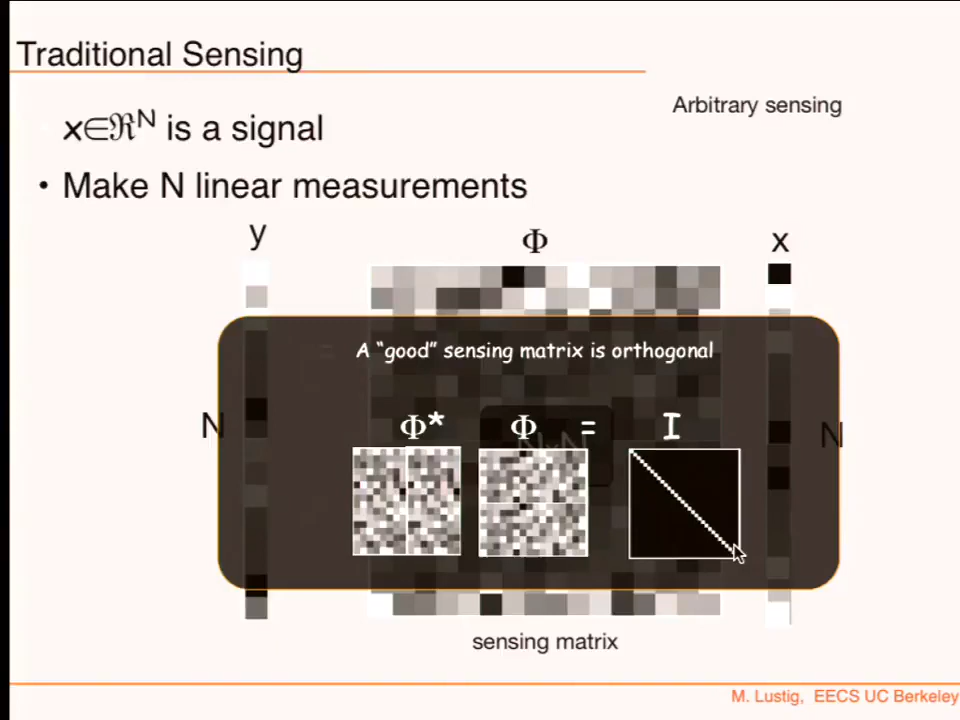 Traditional Sensing
Arbitrary sensing
x∈ℜᴺ is a signal
• Make N linear measurements
y Φ x
=
A “good” sensing matrix is orthogonal
N Φ* Φ = I N
NxN
sensing matrix
M. Lustig, EECS UC Berkeley